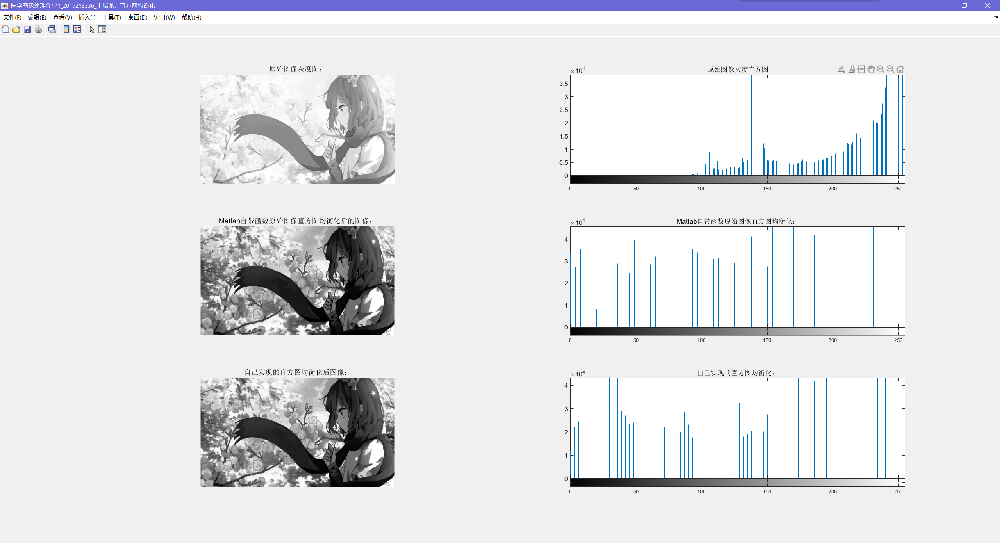 医学图像处理作业1_2019213336_王瑞龙：直方图均衡化
文件(F) 编辑(E) 查看(V) 插入(I) 工具(T) 桌面(D) 窗口(W) 帮助(H)
原始图像灰度图：
原始图像灰度直方图
×10^4
3.5
3
2.5
2
1.5
1
0.5
0
0 50 100 150 200 250
Matlab自带函数原始图像直方图均衡化后的图像：
Matlab自带函数原始图像直方图均衡化：
×10^4
4
3
2
1
0
0 50 100 150 200 250
自己实现的直方图均衡化后图像：
自己实现的直方图均衡化：
×10^4
4
3
2
1
0
0 50 100 150 200 250